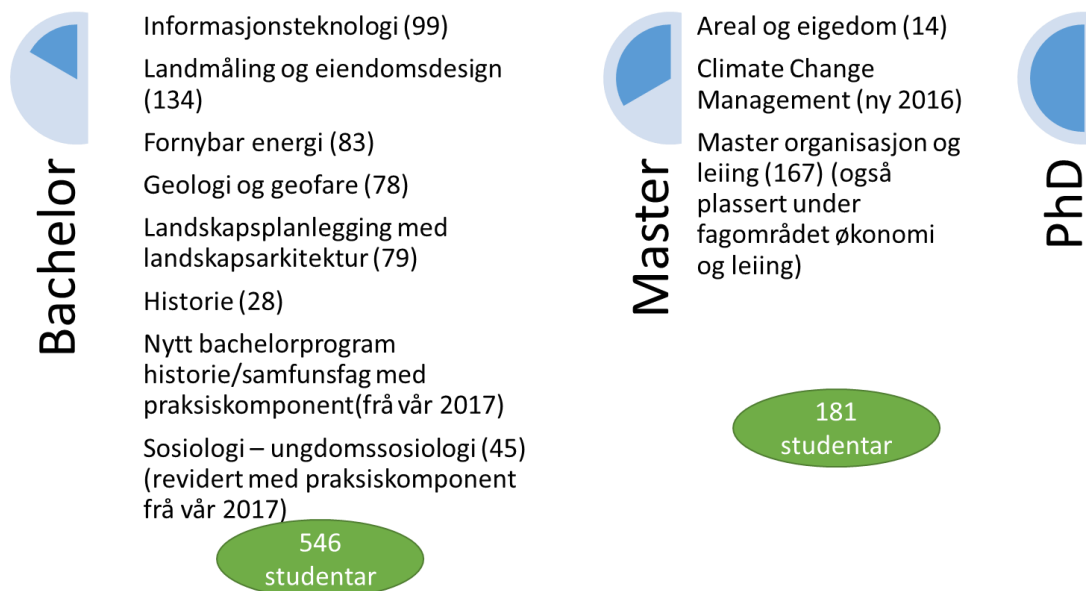 Bachelor
Informasjonsteknologi (99)
Landmåling og eiendomsdesign
(134)
Fornybar energi (83)
Geologi og geofare (78)
Landskapsplanlegging med
landskapsarkitektur (79)
Historie (28)
Nytt bachelorprogram
historie/samfunsfag med
praksiskomponent(frå vår 2017)
Sosiologi – ungdomssosiologi (45)
(revidert med praksiskomponent
frå vår 2017)
546
studentar
Master
Areal og eigedom (14)
Climate Change
Management (ny 2016)
Master organisasjon og
leiing (167) (også
plassert under
fagområdet økonomi
og leiing)
181
studentar
PhD